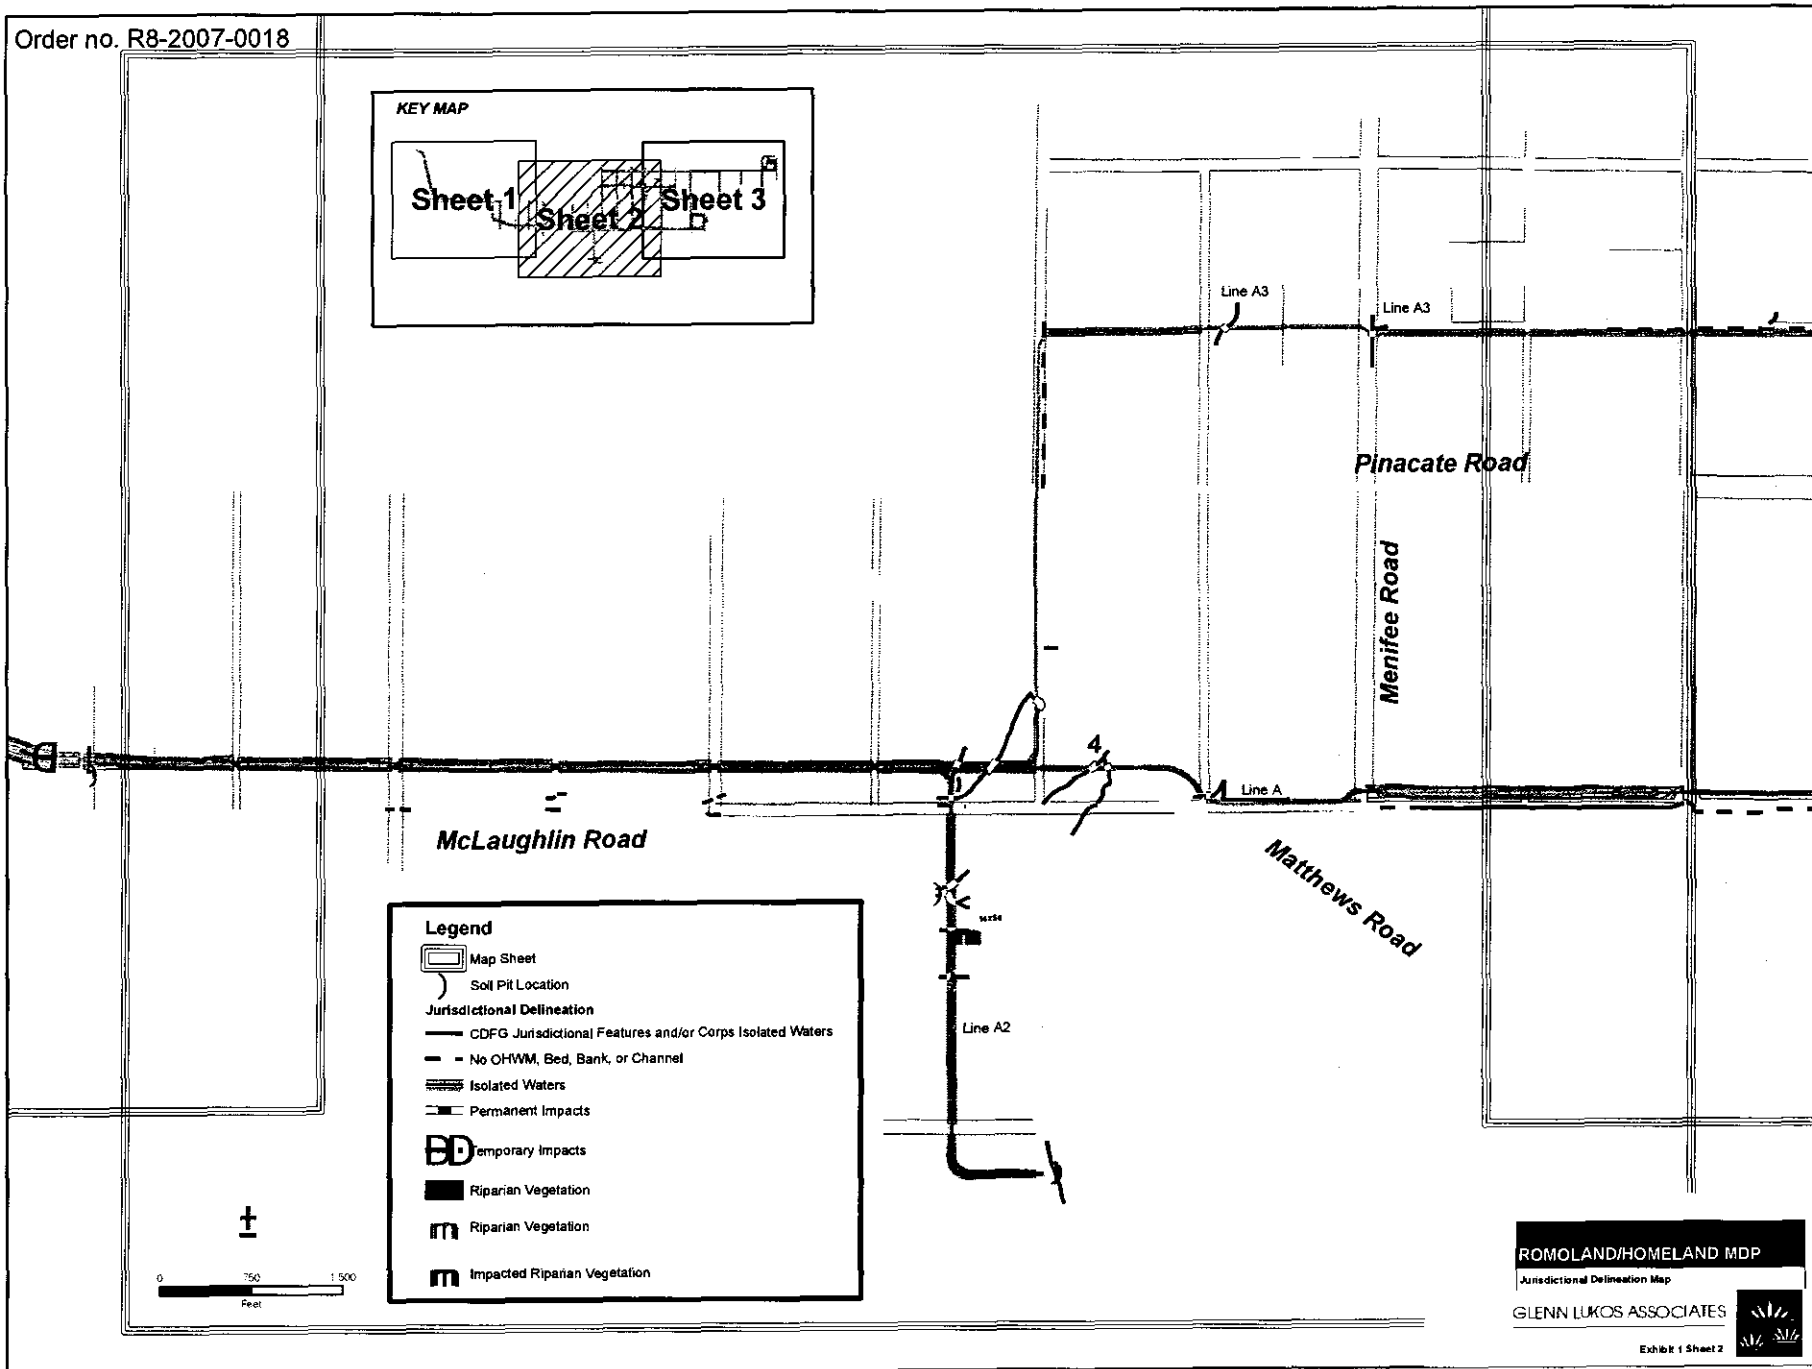 Order no. R8-2007-0018
KEY MAP
Sheet 1
Sheet 2
Sheet 3
Line A3
Line A3
Pinacate Road
Menifee Road
4
Line A
McLaughlin Road
Matthews Road
Line A2
Legend
Map Sheet
Soil Pit Location
Jurisdictional Delineation
CDFG Jurisdictional Features and/or Corps Isolated Waters
No OHWM, Bed, Bank, or Channel
Isolated Waters
Permanent Impacts
Temporary Impacts
Riparian Vegetation
Riparian Vegetation
Impacted Riparian Vegetation
0 750 1,500
Feet
ROMOLAND/HOMELAND MDP
Jurisdictional Delineation Map
GLENN LUKOS ASSOCIATES
Exhibit 1 Sheet 2